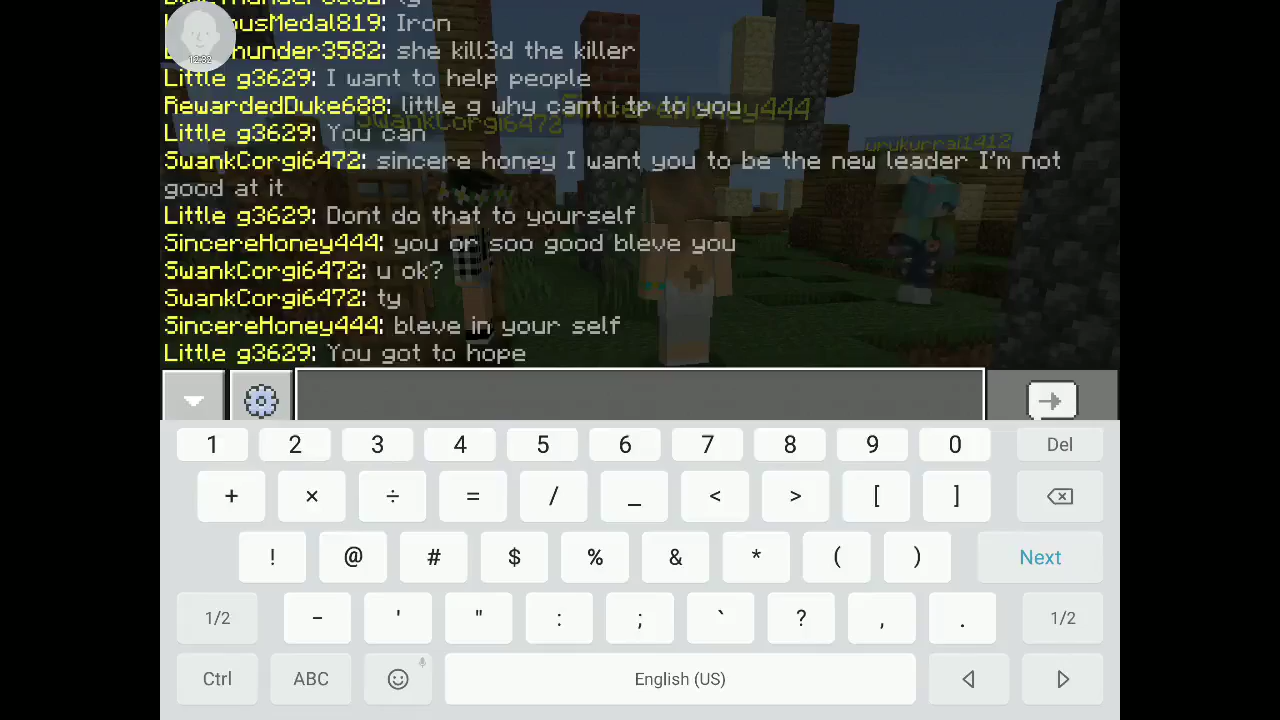 ousMedal819: Iron
hunder3582: she kill3d the killer
Little g3629: I want to help people
RewardedDuke688: little g why cant i tp to you
SincereHoney444
SwankCorgi6472
Little g3629: You can
urukurral1412
SwankCorgi6472: sincere honey I want you to be the new leader I'm not
good at it
Little g3629: Dont do that to yourself
SincereHoney444: you or soo good bleve you
SwankCorgi6472: u ok?
SwankCorgi6472: ty
SincereHoney444: bleve in your self
Little g3629: You got to hope
1 2 3 4 5 6 7 8 9 0 Del
+ × ÷ = / _ < > [ ]
! @ # $ % & * ( ) Next
1/2 - ' " : ; ` ? , . 1/2
Ctrl ABC English (US)